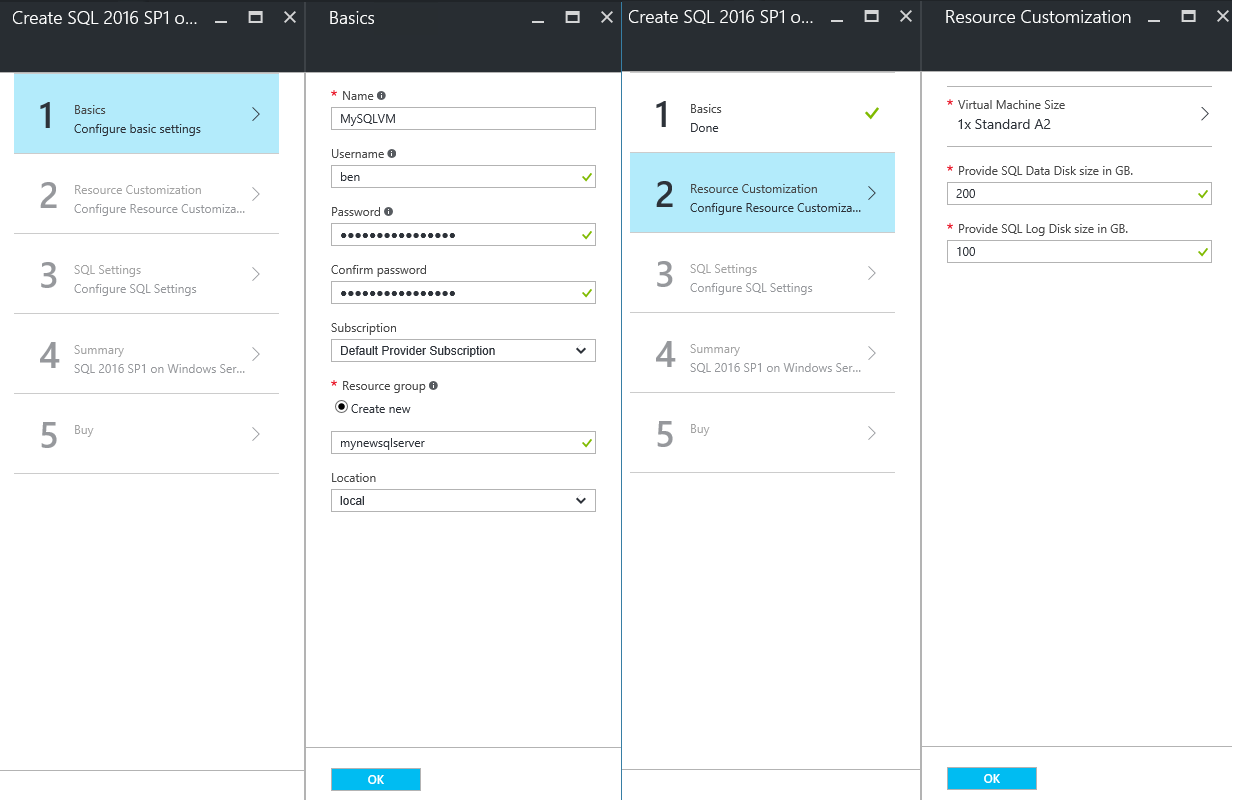 Create SQL 2016 SP1 o...
1
Basics
Configure basic settings
2
Resource Customization
Configure Resource Customiza...
3
SQL Settings
Configure SQL Settings
4
Summary
SQL 2016 SP1 on Windows Ser...
5
Buy
Basics
* Name
MySQLVM
Username
ben
Password
●●●●●●●●●●●●●●●●
Confirm password
●●●●●●●●●●●●●●●●
Subscription
Default Provider Subscription
* Resource group
Create new
mynewsqlserver
Location
local
OK
Create SQL 2016 SP1 o...
1
Basics
Done
2
Resource Customization
Configure Resource Customiza...
3
SQL Settings
Configure SQL Settings
4
Summary
SQL 2016 SP1 on Windows Ser...
5
Buy
Resource Customization
* Virtual Machine Size
1x Standard A2
* Provide SQL Data Disk size in GB.
200
* Provide SQL Log Disk size in GB.
100
OK